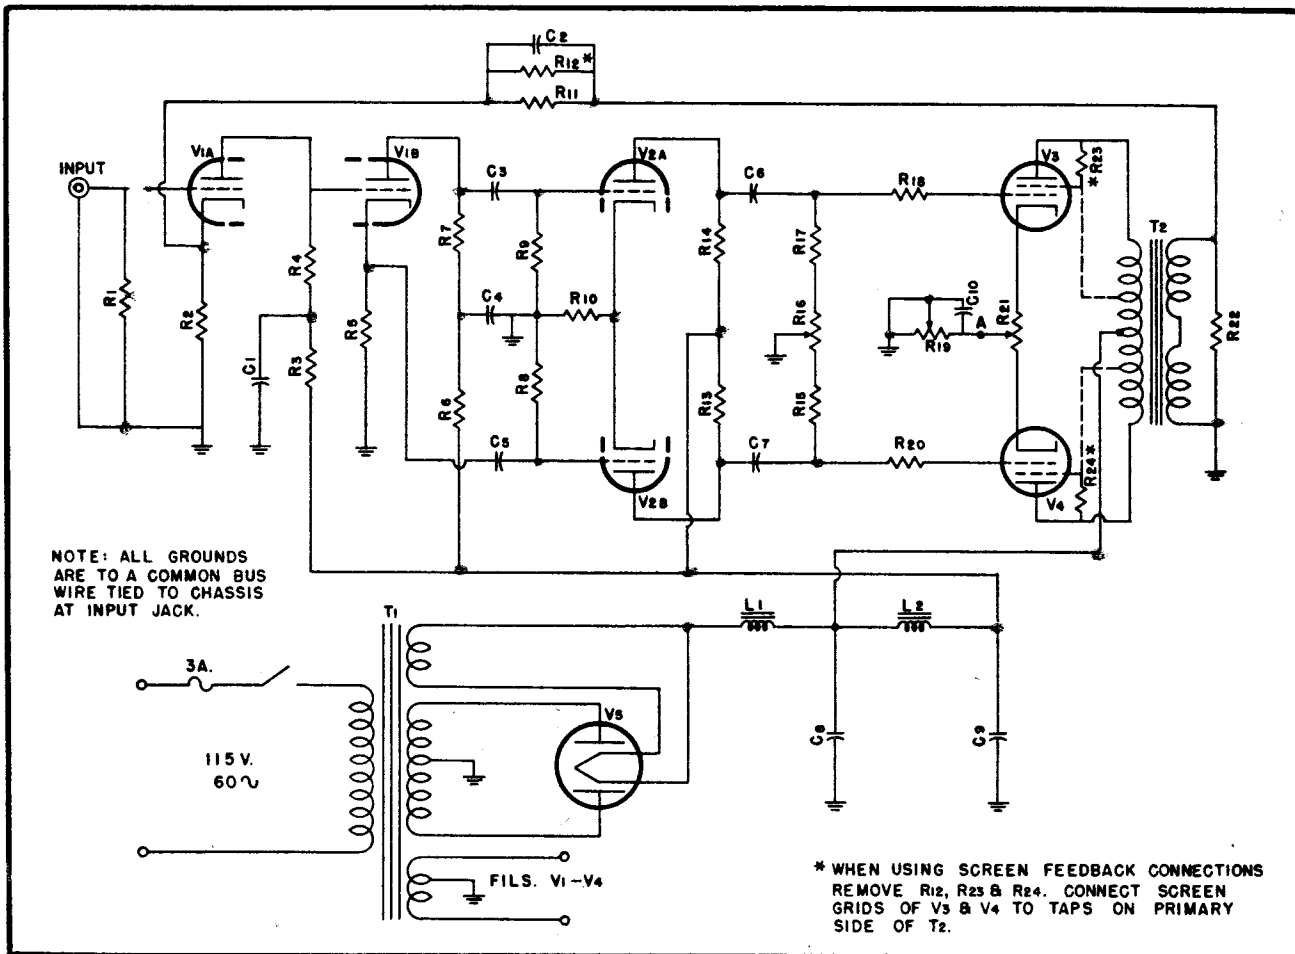 C2
R12*
R11
V1A
V1B
V2A
V3
*R23
INPUT
C3
C6
R18
T2
R4
R7
R9
R14
R17
C10
R1
R2
C4
R10
R16
A
R21
R22
R19
R5
C1
R3
R8
R6
R13
R15
C5
C7
R20
R24*
V2B
V4
NOTE: ALL GROUNDS
ARE TO A COMMON BUS
WIRE TIED TO CHASSIS
AT INPUT JACK.
T1
L1
L2
3A.
V5
C8
C9
115 V.
60~
FILS. V1-V4
* WHEN USING SCREEN FEEDBACK CONNECTIONS
REMOVE R12, R23 & R24. CONNECT SCREEN
GRIDS OF V3 & V4 TO TAPS ON PRIMARY
SIDE OF T2.